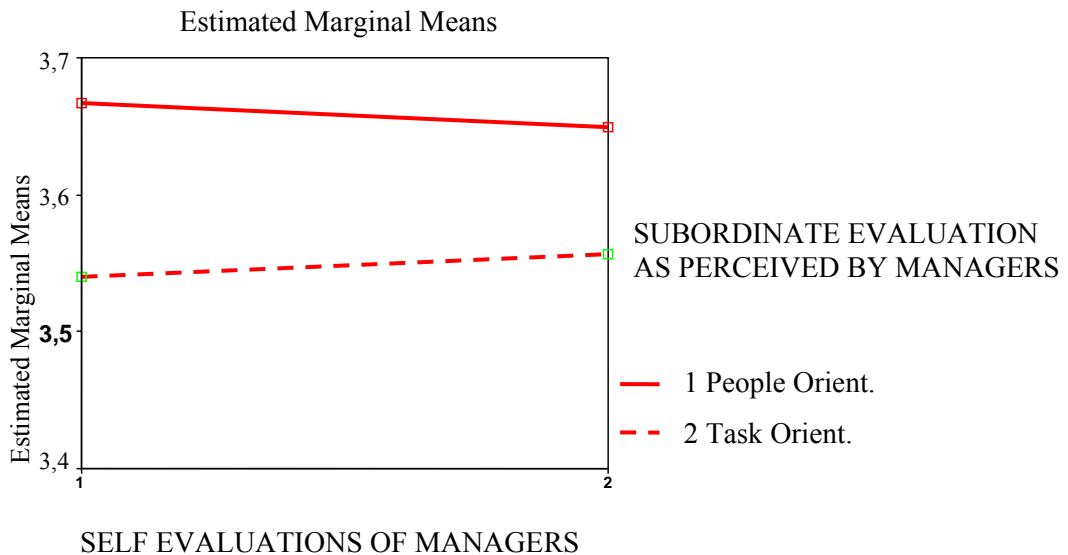 Estimated Marginal Means
Estimated Marginal Means
3,7
3,6
3,5
3,4
1
2
SELF EVALUATIONS OF MANAGERS
SUBORDINATE EVALUATION
AS PERCEIVED BY MANAGERS
1 People Orient.
2 Task Orient.